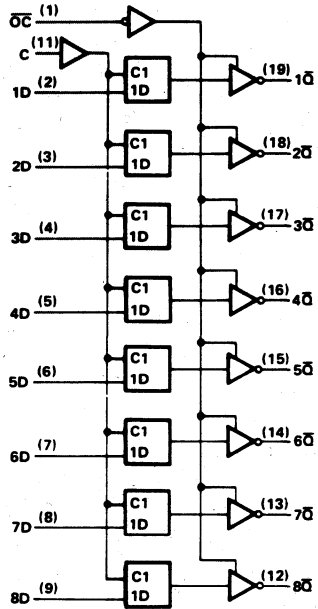 O̅C̅ (1)
C (11)
C1 (19)
1D (2) 1D 1Q̅
C1 (18)
2D (3) 1D 2Q̅
C1 (17)
3D (4) 1D 3Q̅
C1 (16)
4D (5) 1D 4Q̅
C1 (15)
5D (6) 1D 5Q̅
C1 (14)
6D (7) 1D 6Q̅
C1 (13)
7D (8) 1D 7Q̅
C1 (12)
8D (9) 1D 8Q̅